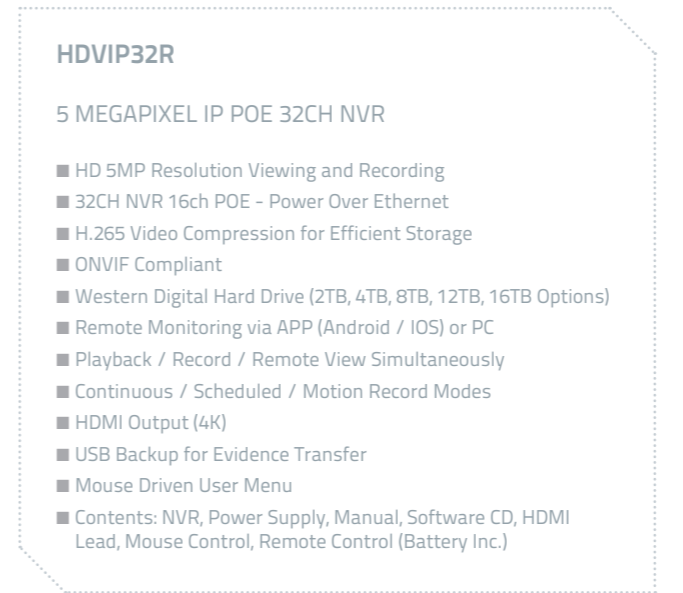 HDVIP32R
5 MEGAPIXEL IP POE 32CH NVR
■ HD 5MP Resolution Viewing and Recording
■ 32CH NVR 16ch POE - Power Over Ethernet
■ H.265 Video Compression for Efficient Storage
■ ONVIF Compliant
■ Western Digital Hard Drive (2TB, 4TB, 8TB, 12TB, 16TB Options)
■ Remote Monitoring via APP (Android / IOS) or PC
■ Playback / Record / Remote View Simultaneously
■ Continuous / Scheduled / Motion Record Modes
■ HDMI Output (4K)
■ USB Backup for Evidence Transfer
■ Mouse Driven User Menu
■ Contents: NVR, Power Supply, Manual, Software CD, HDMI
Lead, Mouse Control, Remote Control (Battery Inc.)